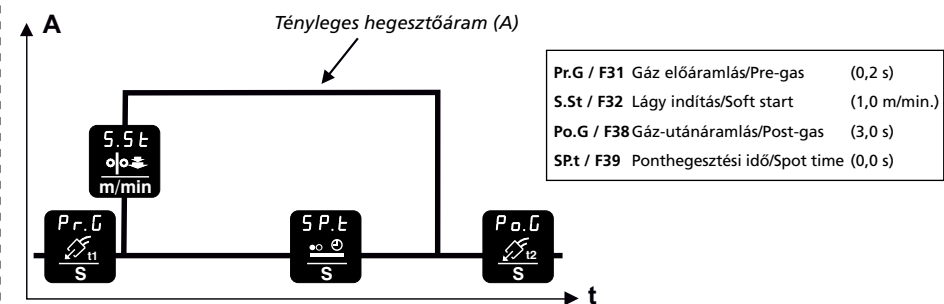 A
Tényleges hegesztőáram (A)
Pr.G / F31 Gáz előáramlás/Pre-gas (0,2 s)
S.St / F32 Lágy indítás/Soft start (1,0 m/min.)
Po.G / F38 Gáz-utánáramlás/Post-gas (3,0 s)
SP.t / F39 Ponthegesztési idő/Spot time (0,0 s)
S.St
m/min
Pr.G
t1
S
SP.t
S
Po.G
t2
S
t